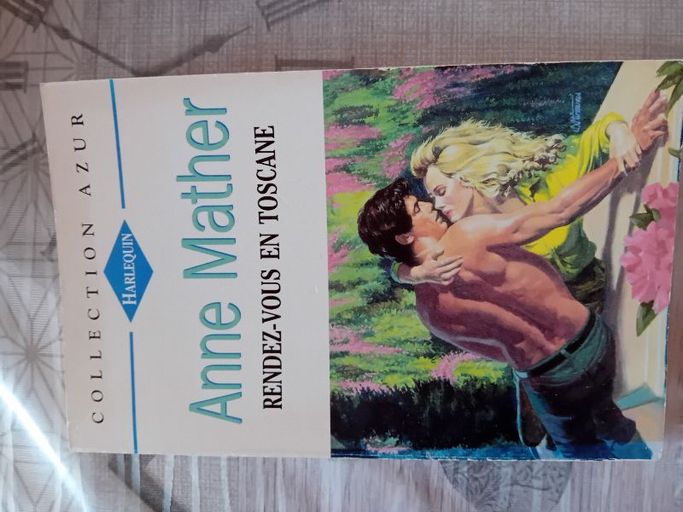 COLLECTION AZUR
HARLEQUIN
Anne Mather
RENDEZ-VOUS EN TOSCANE